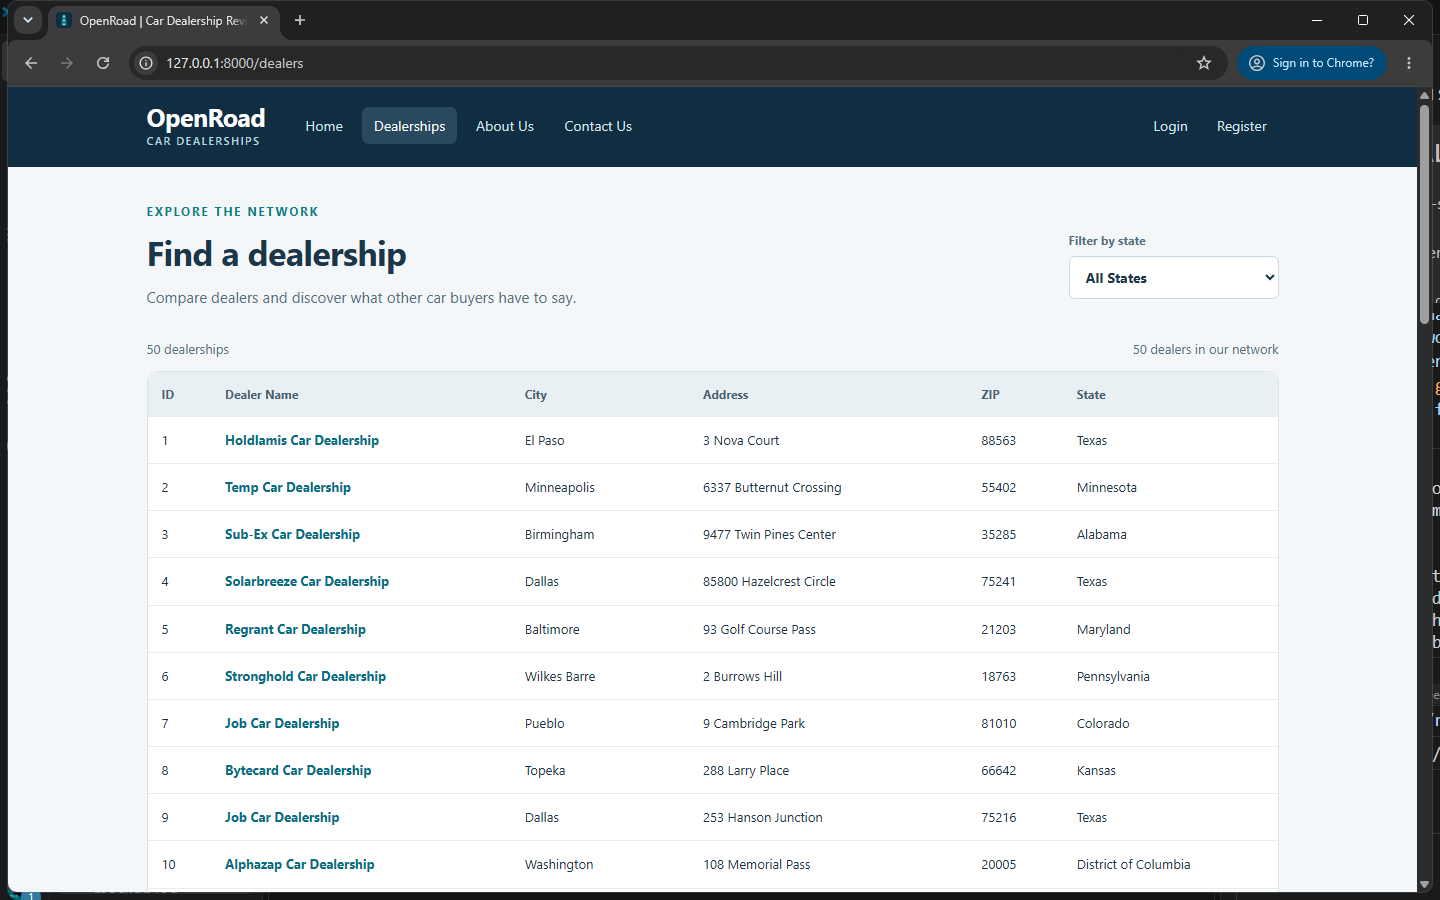 OpenRoad | Car Dealership Revi
127.0.0.1:8000/dealers
Sign in to Chrome?
OpenRoad
CAR DEALERSHIPS
Home Dealerships About Us Contact Us Login Register
EXPLORE THE NETWORK
Find a dealership
Compare dealers and discover what other car buyers have to say.
Filter by state
All States
50 dealerships 50 dealers in our network
ID Dealer Name City Address ZIP State
1 Holdlamis Car Dealership El Paso 3 Nova Court 88563 Texas
2 Temp Car Dealership Minneapolis 6337 Butternut Crossing 55402 Minnesota
3 Sub-Ex Car Dealership Birmingham 9477 Twin Pines Center 35285 Alabama
4 Solarbreeze Car Dealership Dallas 85800 Hazelcrest Circle 75241 Texas
5 Regrant Car Dealership Baltimore 93 Golf Course Pass 21203 Maryland
6 Stronghold Car Dealership Wilkes Barre 2 Burrows Hill 18763 Pennsylvania
7 Job Car Dealership Pueblo 9 Cambridge Park 81010 Colorado
8 Bytecard Car Dealership Topeka 288 Larry Place 66642 Kansas
9 Job Car Dealership Dallas 253 Hanson Junction 75216 Texas
10 Alphazap Car Dealership Washington 108 Memorial Pass 20005 District of Columbia